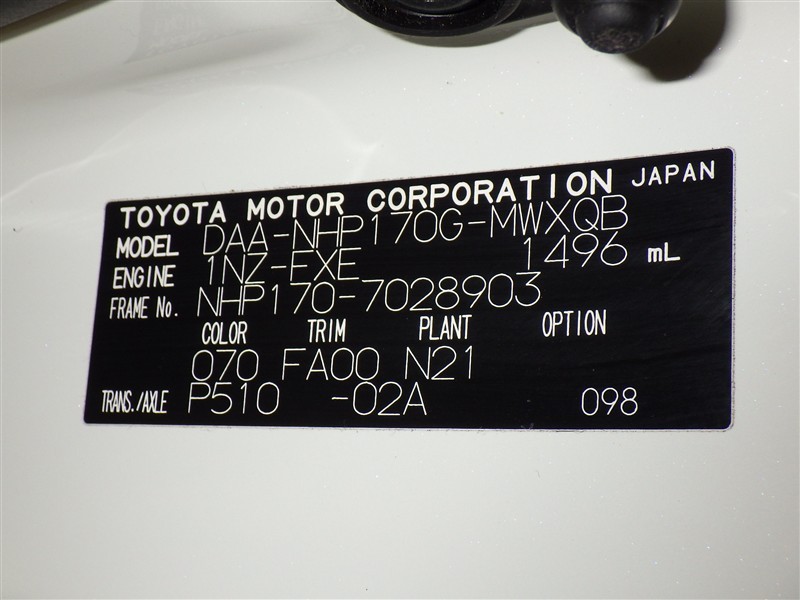 TOYOTA MOTOR CORPORATION JAPAN
MODEL DAA-NHP170G-MWXQB
ENGINE 1NZ-EXE 1496 mL
FRAME No. NHP170-7028903
COLOR TRIM PLANT OPTION
070 FA00 N21
TRANS./AXLE P510 -02A 098